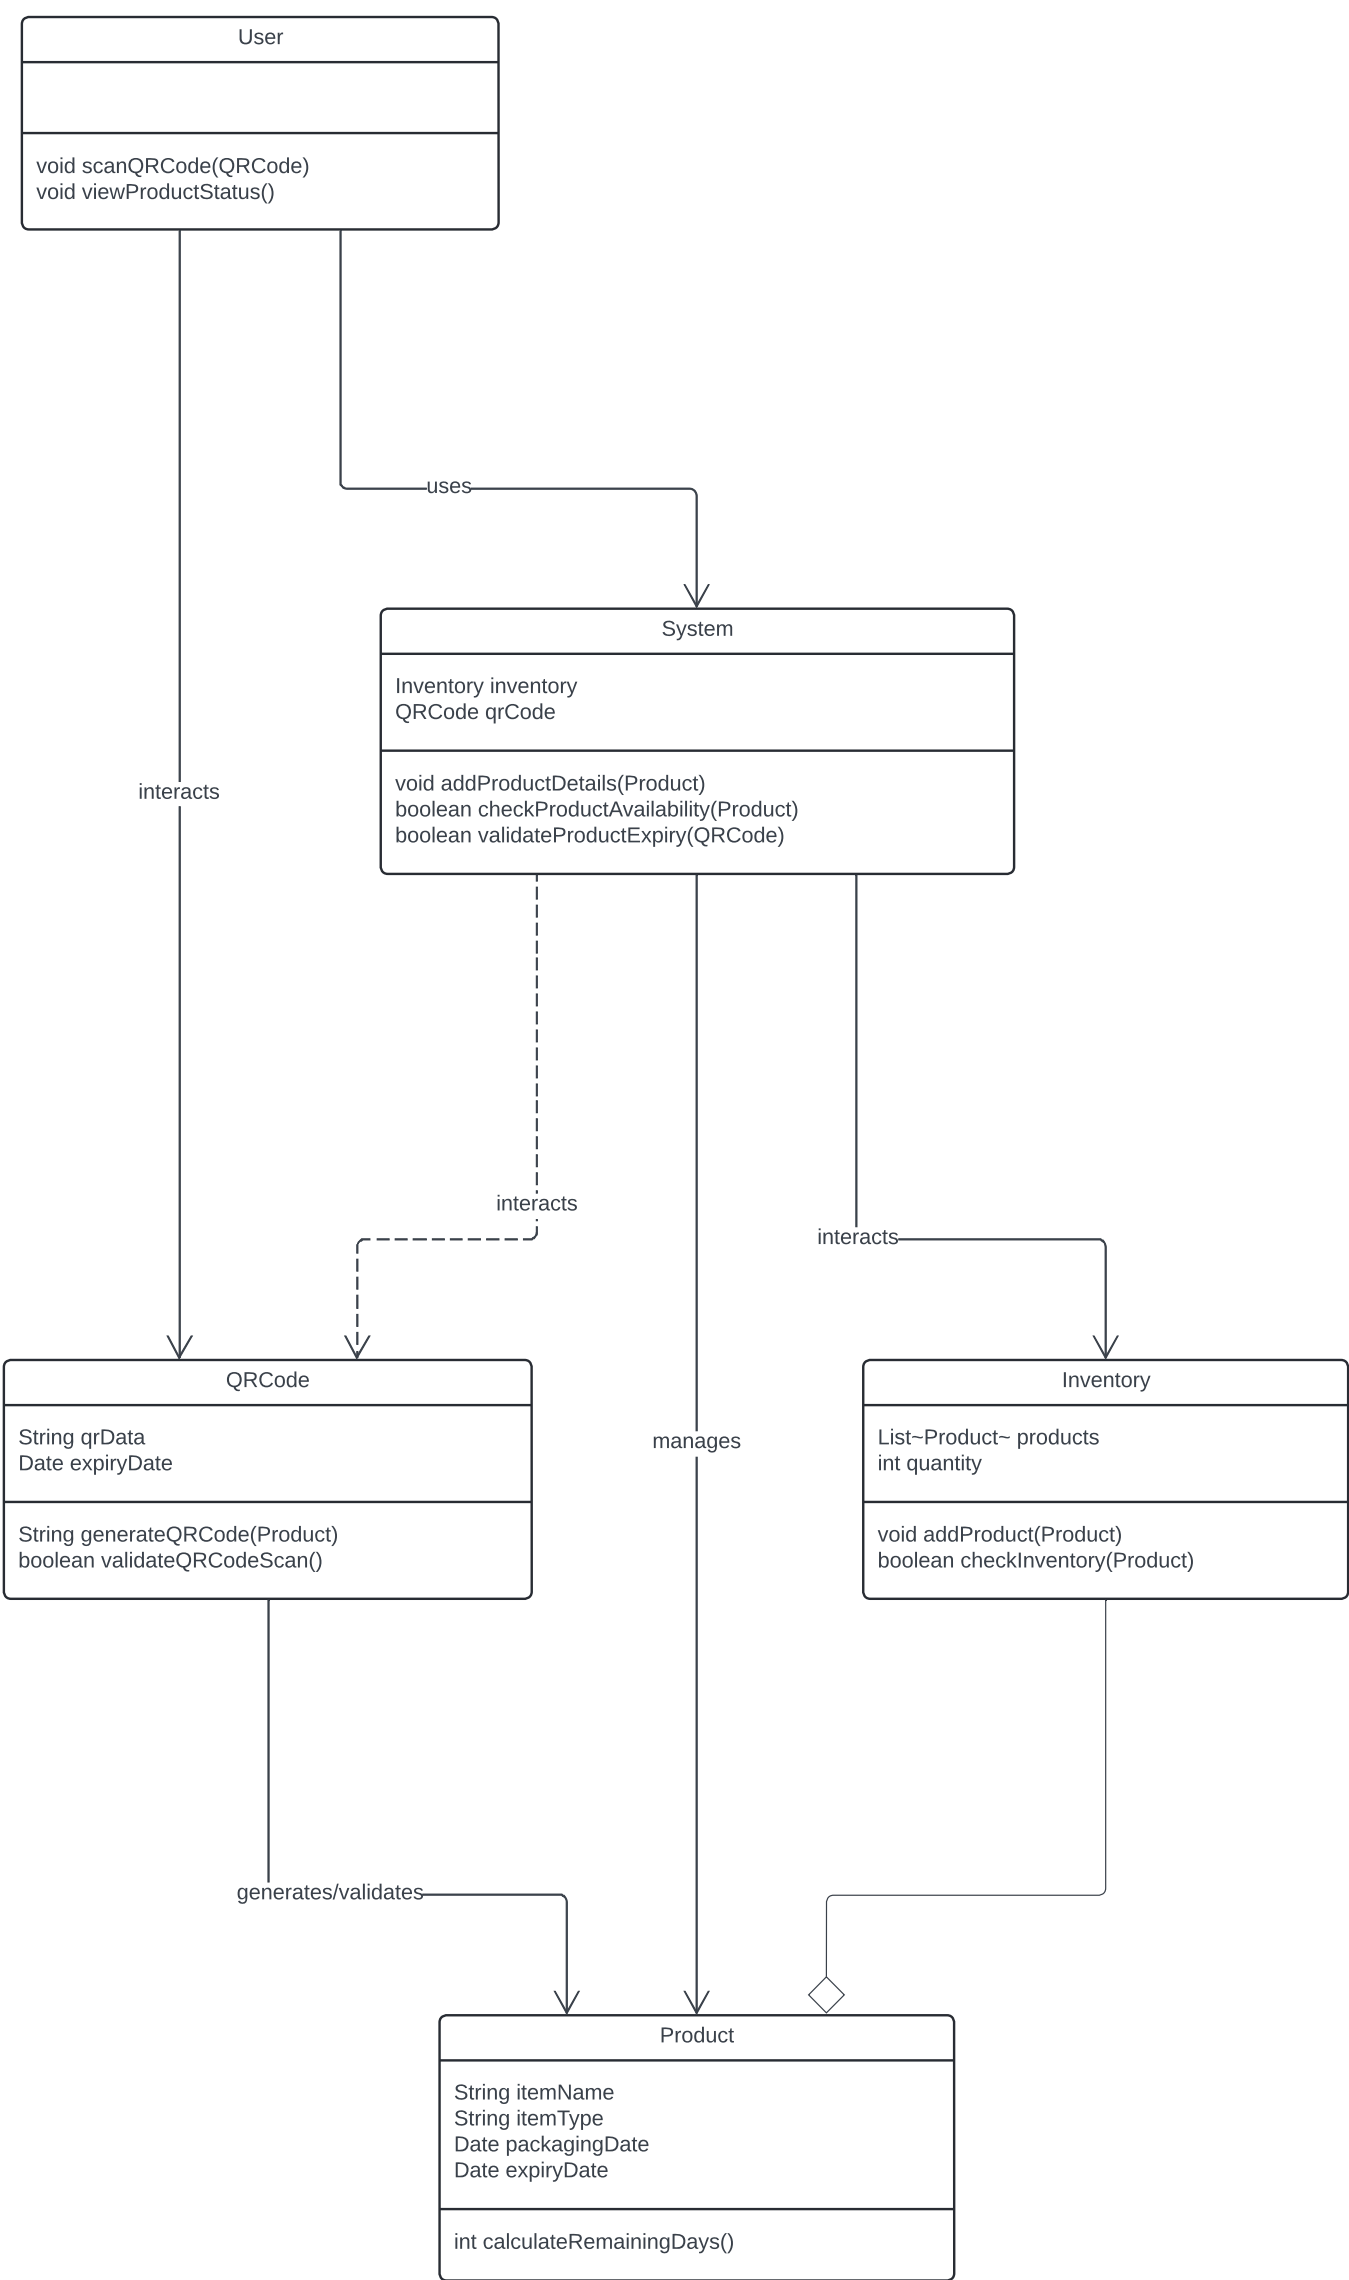 User
void scanQRCode(QRCode)
void viewProductStatus()
uses
System
Inventory inventory
QRCode qrCode
void addProductDetails(Product)
boolean checkProductAvailability(Product)
boolean validateProductExpiry(QRCode)
interacts
interacts
interacts
QRCode
String qrData
Date expiryDate
String generateQRCode(Product)
boolean validateQRCodeScan()
manages
Inventory
List~Product~ products
int quantity
void addProduct(Product)
boolean checkInventory(Product)
generates/validates
Product
String itemName
String itemType
Date packagingDate
Date expiryDate
int calculateRemainingDays()